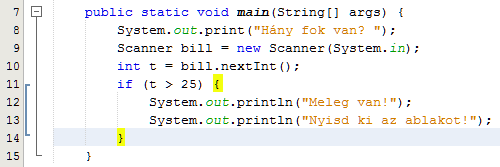 7 public static void main(String[] args) {
8 System.out.print("Hány fok van? ");
9 Scanner bill = new Scanner(System.in);
10 int t = bill.nextInt();
11 if (t > 25) {
12 System.out.println("Meleg van!");
13 System.out.println("Nyisd ki az ablakot!");
14 }
15 }